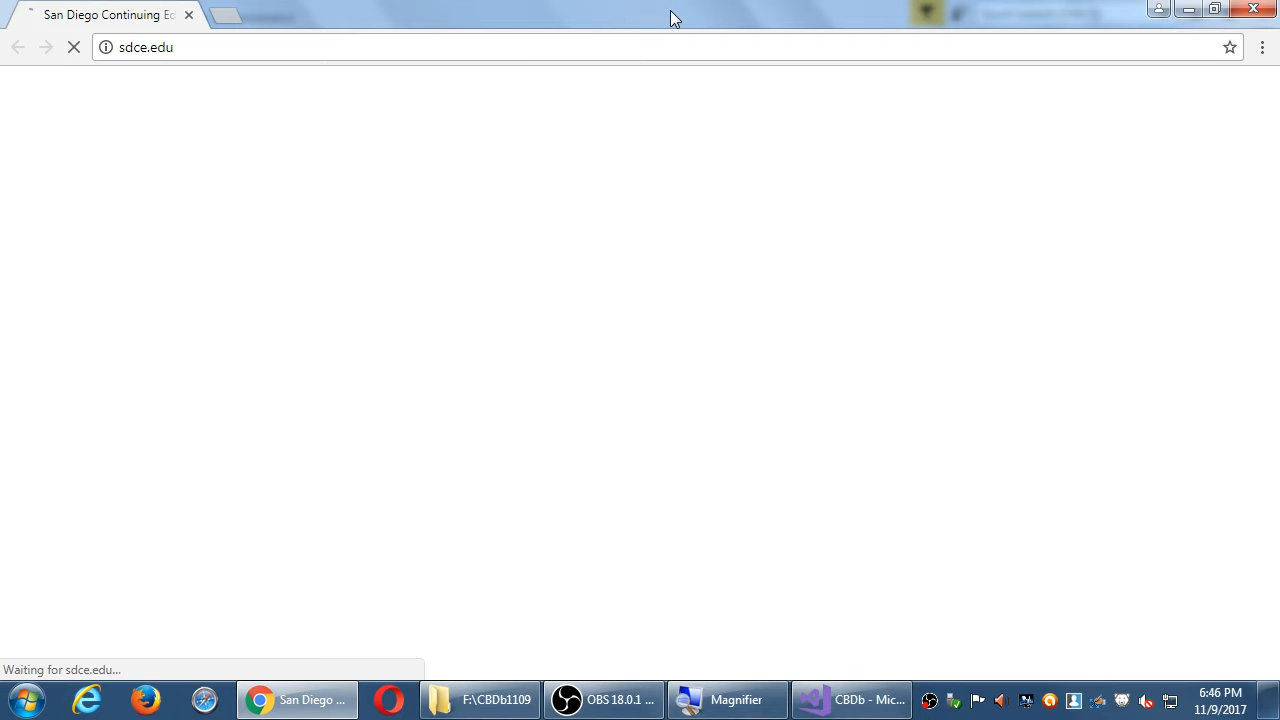 San Diego Continuing Ed
sdce.edu
Waiting for sdce.edu...
San Diego ...
F:\CBDb1109
OBS 18.0.1 ...
Magnifier
CBDb - Mic...
6:46 PM
11/9/2017